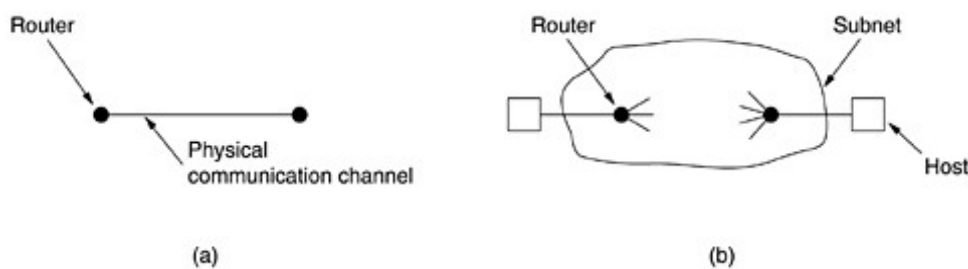 Router
Physical
communication channel
(a)
Router
Subnet
Host
(b)